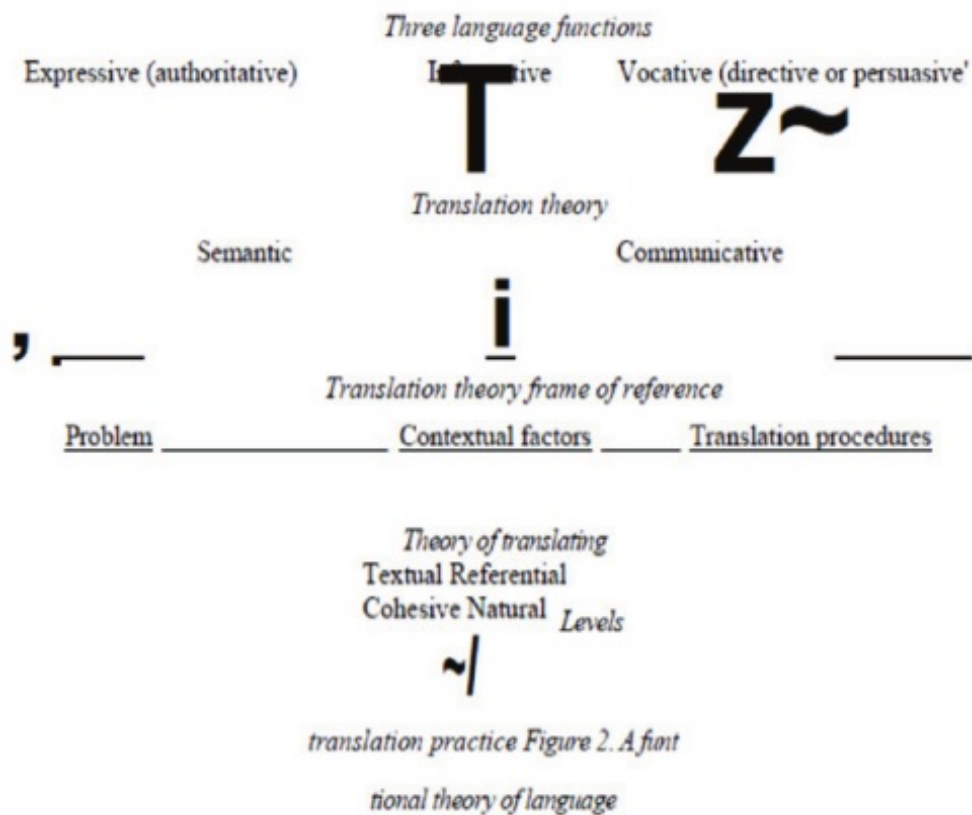 Three language functions
Expressive (authoritative) Vocative (directive or persuasive'
T z~
Translation theory
Semantic Communicative
, . i
Translation theory frame of reference
Problem Contextual factors Translation procedures
Theory of translating
Textual Referential
Cohesive Natural Levels
~/
translation practice Figure 2. A funt
tional theory of language